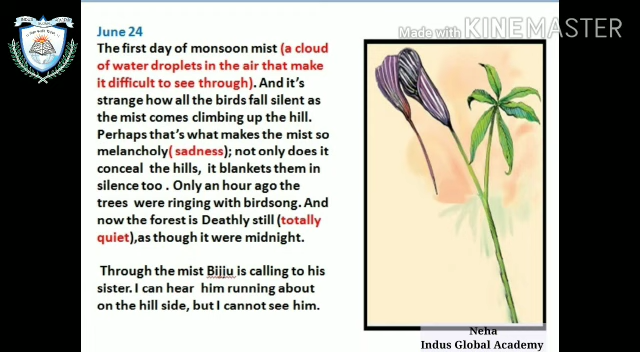 Made with KINEMASTER
June 24
The first day of monsoon mist (a cloud
of water droplets in the air that make
it difficult to see through). And it's
strange how all the birds fall silent as
the mist comes climbing up the hill.
Perhaps that's what makes the mist so
melancholy( sadness); not only does it
conceal the hills, it blankets them in
silence too . Only an hour ago the
trees were ringing with birdsong. And
now the forest is Deathly still (totally
quiet),as though it were midnight.
Through the mist Bijju is calling to his
sister. I can hear him running about
on the hill side, but I cannot see him.
Neha
Indus Global Academy